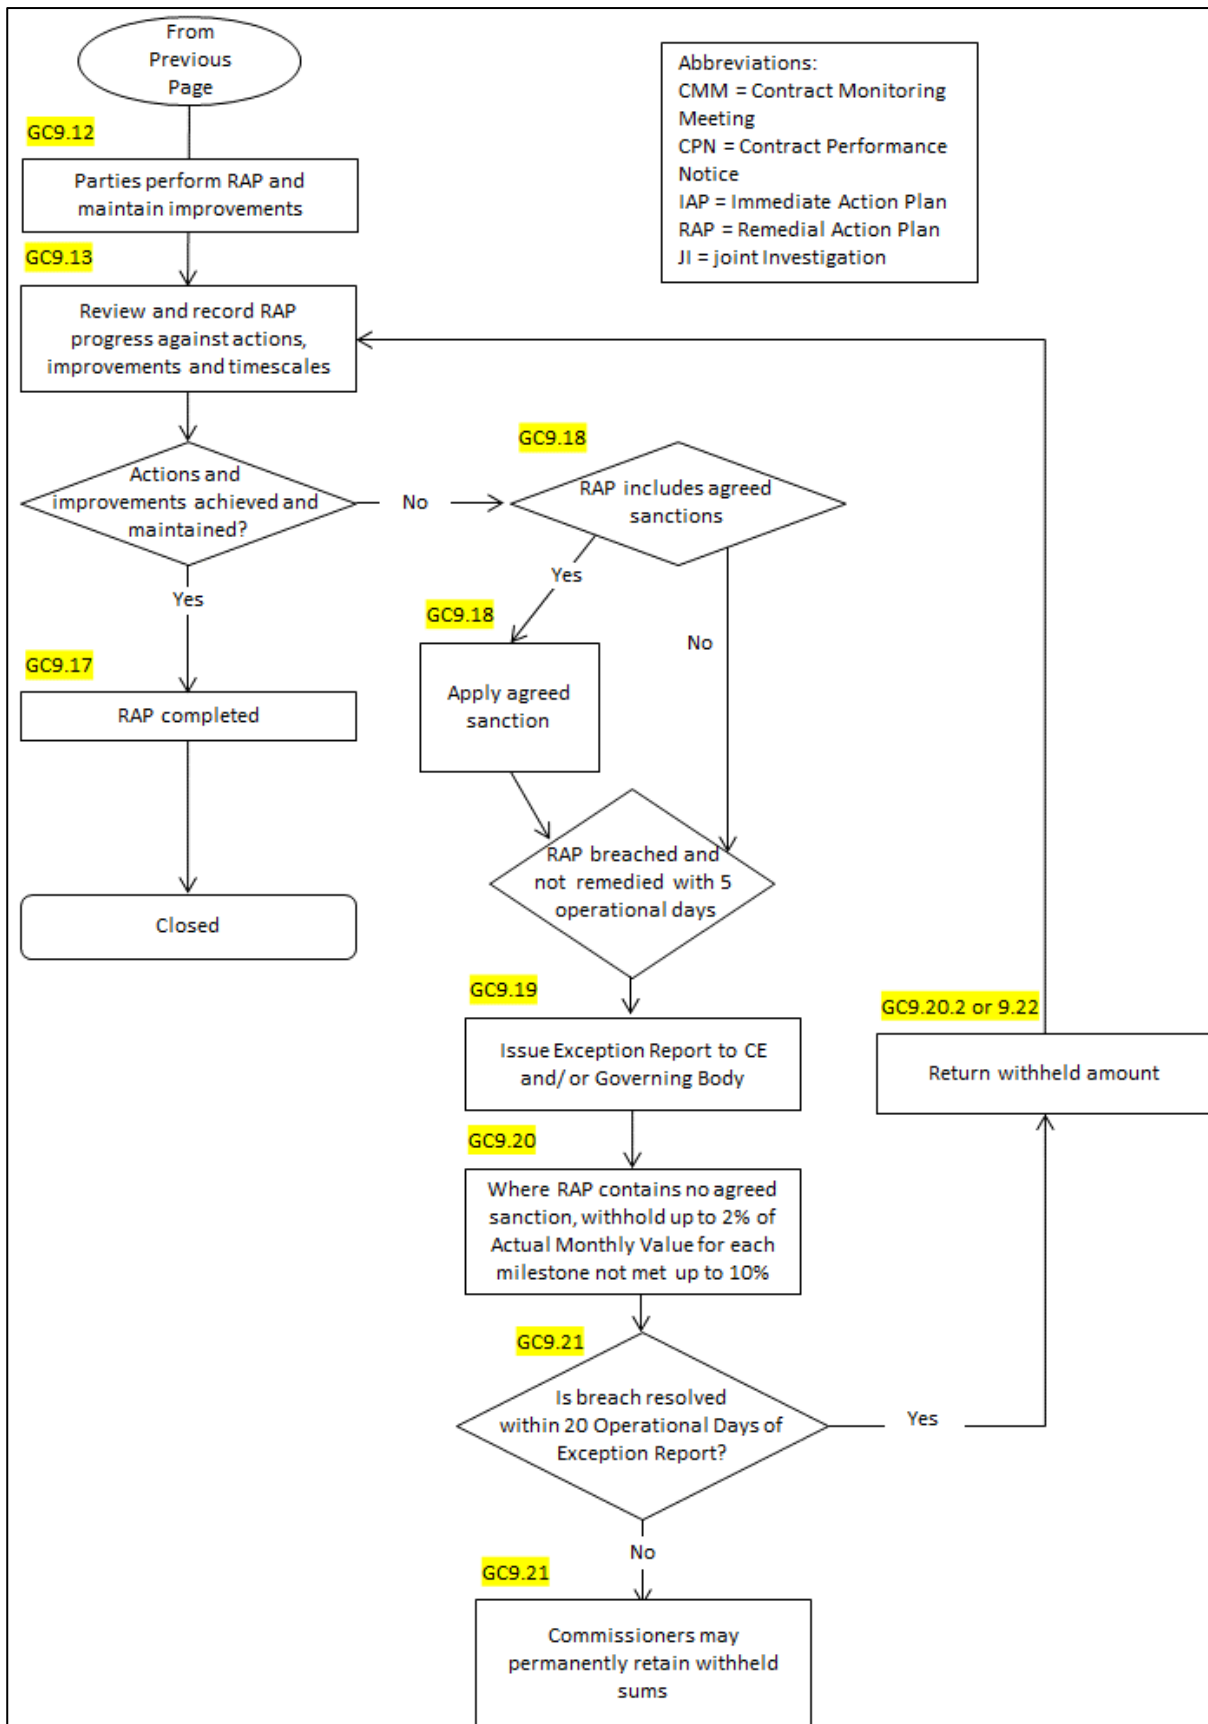 From
Previous
Page
Abbreviations:
CMM = Contract Monitoring
Meeting
CPN = Contract Performance
Notice
IAP = Immediate Action Plan
RAP = Remedial Action Plan
JI = joint Investigation
GC9.12
Parties perform RAP and
maintain improvements
GC9.13
Review and record RAP
progress against actions,
improvements and timescales
Actions and
improvements achieved and
maintained?
No
GC9.18
RAP includes agreed
sanctions
Yes
No
Yes
GC9.18
Apply agreed
sanction
GC9.17
RAP completed
Closed
RAP breached and
not remedied with 5
operational days
GC9.19
Issue Exception Report to CE
and/ or Governing Body
GC9.20.2 or 9.22
Return withheld amount
GC9.20
Where RAP contains no agreed
sanction, withhold up to 2% of
Actual Monthly Value for each
milestone not met up to 10%
GC9.21
Is breach resolved
within 20 Operational Days of
Exception Report?
Yes
No
GC9.21
Commissioners may
permanently retain withheld
sums